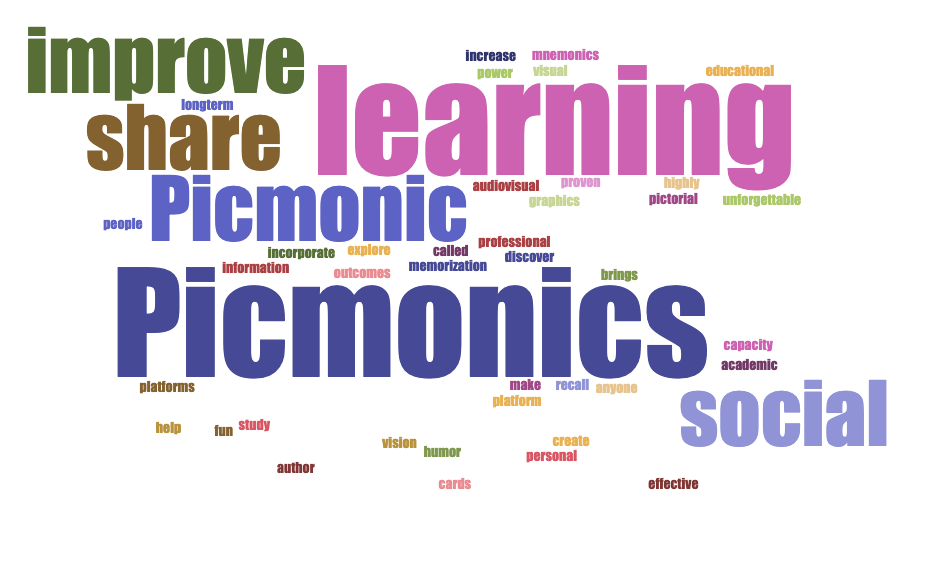 improve
increase mnemonics
power visual educational
learning
longterm
share
audiovisual proven highly
graphics pictorial unforgettable
Picmonic
people
professional
incorporate explore called
discover
information outcomes memorization
brings
Picmonics
capacity
academic
platforms make recall anyone
platform
social
help fun study
vision humor create
personal
author
cards effective